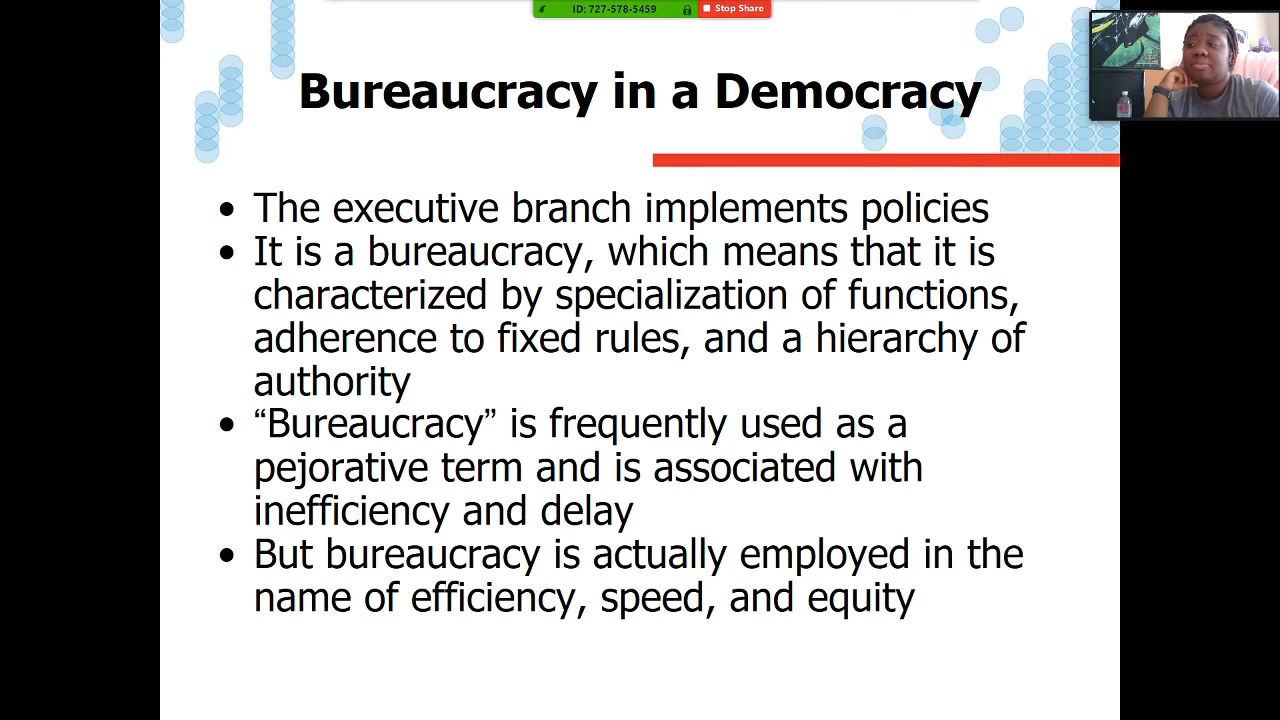 ID: 727-578-5459 Stop Share
Bureaucracy in a Democracy
• The executive branch implements policies
• It is a bureaucracy, which means that it is
characterized by specialization of functions,
adherence to fixed rules, and a hierarchy of
authority
• “Bureaucracy” is frequently used as a
pejorative term and is associated with
inefficiency and delay
• But bureaucracy is actually employed in the
name of efficiency, speed, and equity